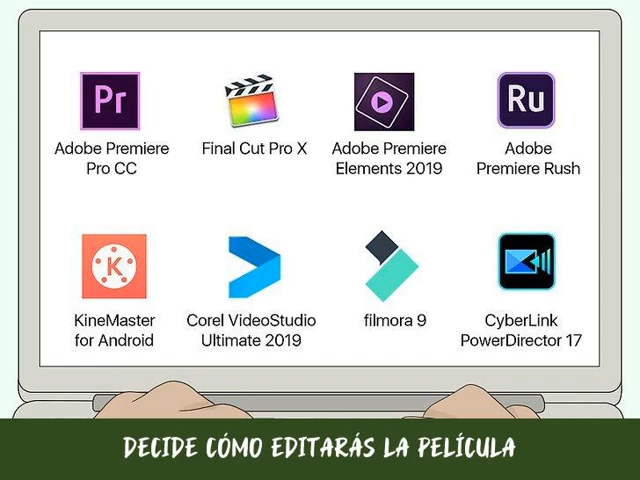 Pr
Ru
Adobe Premiere
Pro CC
Final Cut Pro X
Adobe Premiere
Elements 2019
Adobe
Premiere Rush
K
KineMaster
for Android
Corel VideoStudio
Ultimate 2019
filmora 9
CyberLink
PowerDirector 17
DECIDE CÓMO EDITARÁS LA PELÍCULA